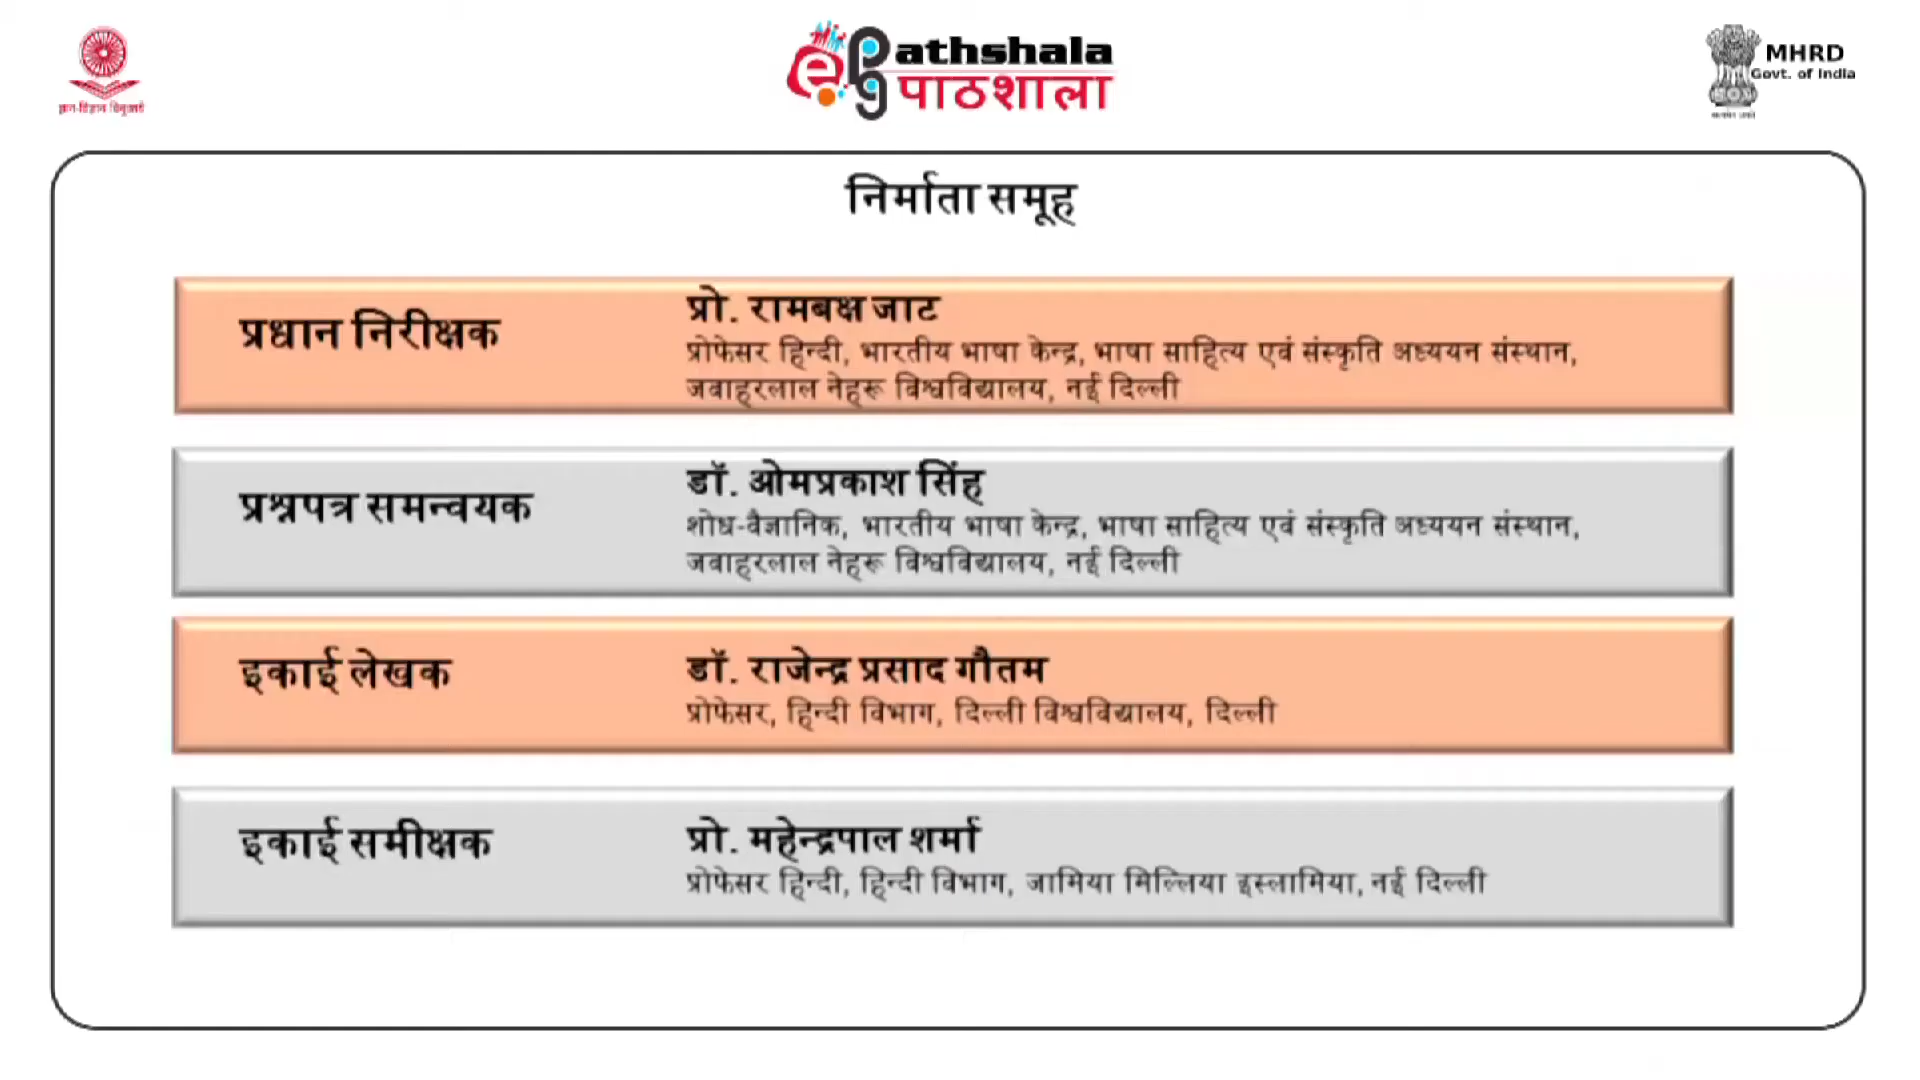 ज्ञान-विज्ञान विमुक्तये
Pathshala
पाठशाला
MHRD
Govt. of India
निर्माता समूह
प्रधान निरीक्षक
प्रो. रामबक्ष जाट
प्रोफेसर हिन्दी, भारतीय भाषा केन्द्र, भाषा साहित्य एवं संस्कृति अध्ययन संस्थान,
जवाहरलाल नेहरू विश्वविद्यालय, नई दिल्ली
प्रश्नपत्र समन्वयक
डॉ. ओमप्रकाश सिंह
शोध-वैज्ञानिक, भारतीय भाषा केन्द्र, भाषा साहित्य एवं संस्कृति अध्ययन संस्थान,
जवाहरलाल नेहरू विश्वविद्यालय, नई दिल्ली
इकाई लेखक
डॉ. राजेन्द्र प्रसाद गौतम
प्रोफेसर, हिन्दी विभाग, दिल्ली विश्वविद्यालय, दिल्ली
इकाई समीक्षक
प्रो. महेन्द्रपाल शर्मा
प्रोफेसर हिन्दी, हिन्दी विभाग, जामिया मिल्लिया इस्लामिया, नई दिल्ली